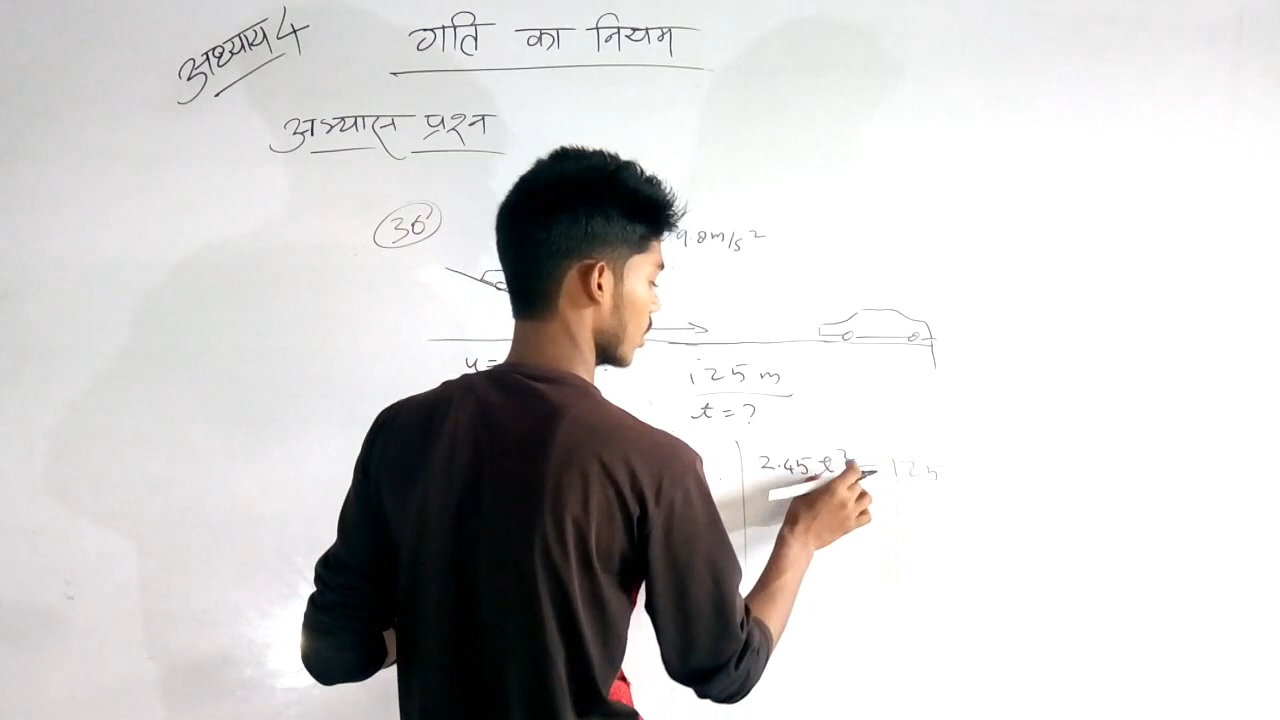 अध्याय 4
गति का नियम
अभ्यास प्रश्न
36
9.8 m/s²
u =
125 m
t = ?
2.45 t² = 125